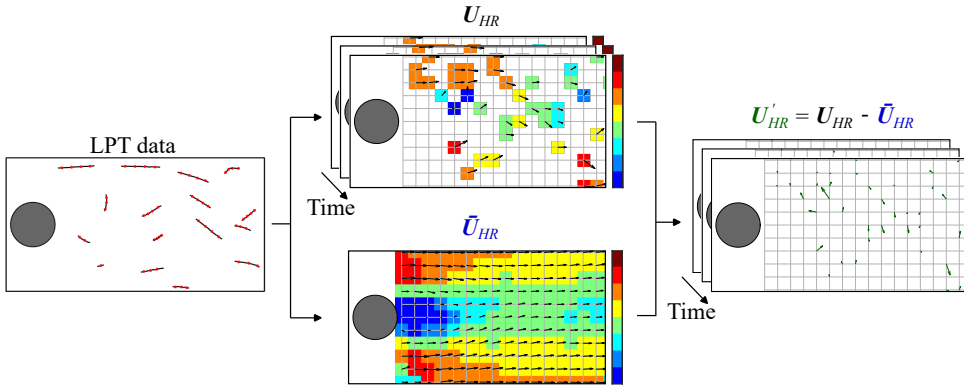 U_HR
LPT data
Time
Ū_HR
U'_HR = U_HR - Ū_HR
Time